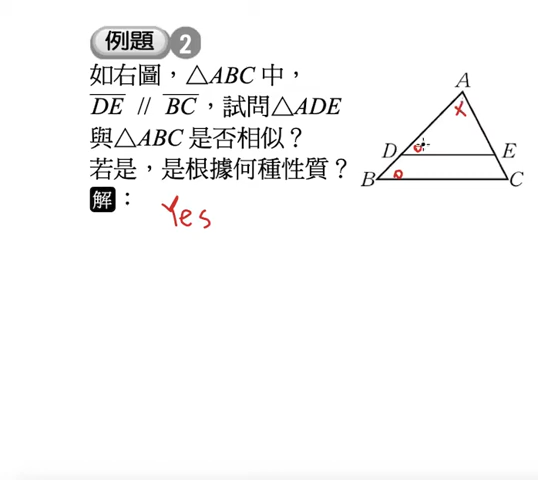 例題 2
如右圖，△ABC 中，
DE // BC，試問△ADE
與△ABC 是否相似？
若是，是根據何種性質？
解：
Yes
A
D
E
B
C